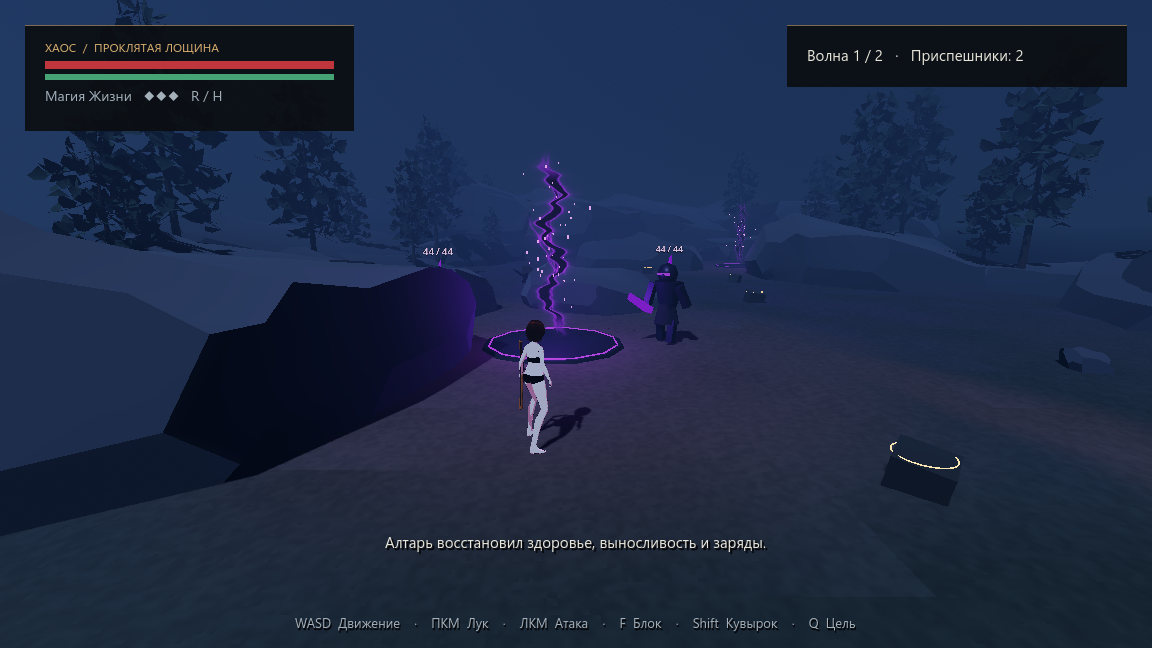 ХАОС / ПРОКЛЯТАЯ ЛОЩИНА
Магия Жизни ◆◆◆ R / H
Волна 1 / 2 · Приспешники: 2
44 / 44
44 / 44
Алтарь восстановил здоровье, выносливость и заряды.
WASD Движение · ПКМ Лук · ЛКМ Атака · F Блок · Shift Кувырок · Q Цель